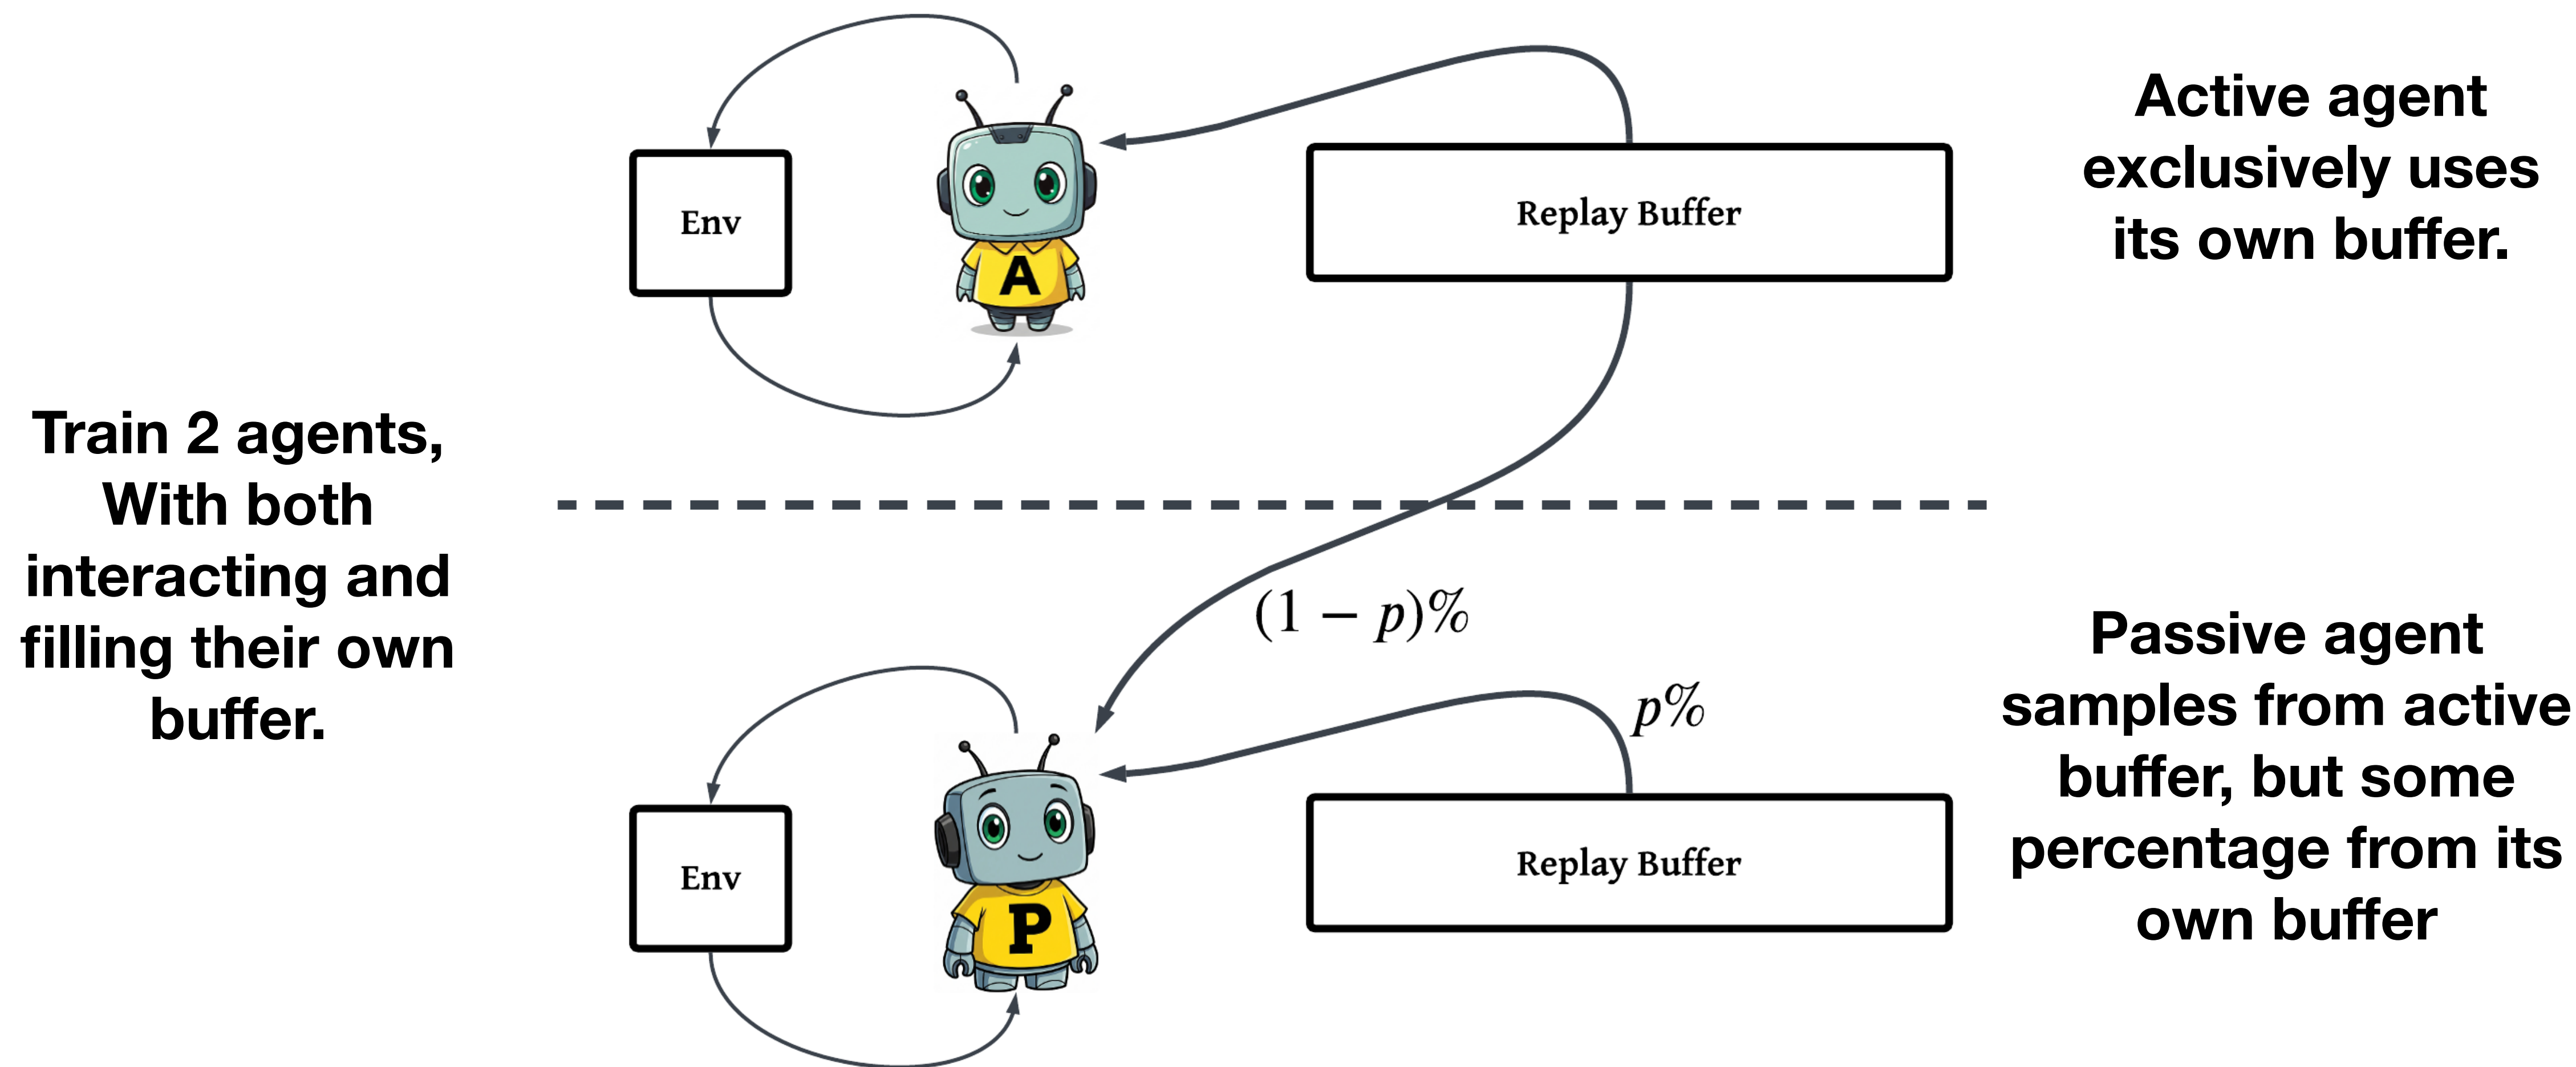 Active agent
exclusively uses
its own buffer.
Env
A
Replay Buffer
Train 2 agents,
With both
interacting and
filling their own
buffer.
(1 − p)%
p%
Env
P
Replay Buffer
Passive agent
samples from active
buffer, but some
percentage from its
own buffer